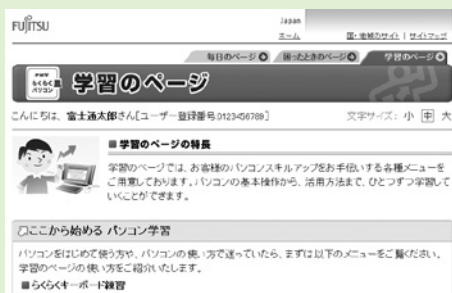 FUJITSU
Japan
ホーム 国・地域のサイト | サイトマップ
毎日のページ 困ったときのページ 学習のページ
らくらく パソコン 学習のページ
こんにちは、富士通太郎さん[ユーザー登録番号0123456789] 文字サイズ: 小 中 大
■学習のページの特長
学習のページでは、お客様のパソコンスキルアップをお手伝いする各種メニューを
ご用意しております。パソコンの基本操作から、活用方法まで、ひとつずつ学習して
いくことができます。
ここから始める パソコン学習
パソコンをはじめて使う方や、パソコンの使い方で迷っていたら、まずは以下のメニューをご覧ください。
学習のページの使い方をご紹介いたします。
■らくらくキーボード練習